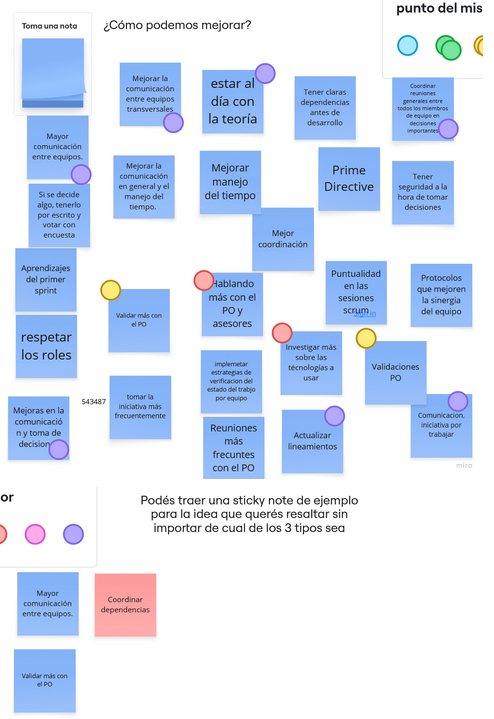 punto del mis
Toma una nota
¿Cómo podemos mejorar?
Mejorar la
comunicación
entre equipos
transversales
estar al
día con
la teoría
Tener claras
dependencias
antes de
desarrollo
Coordinar
reuniones
generales entre
todos los miembros
de equipo en
decisiones
importantes
Mayor
comunicación
entre equipos.
Mejorar la
comunicación
en general y el
manejo del
tiempo.
Mejorar
manejo
del tiempo
Prime
Directive
Tener
seguridad a la
hora de tomar
decisiones
Si se decide
algo, tenerlo
por escrito y
votar con
encuesta
Mejor
coordinación
Aprendizajes
del primer
sprint
Validar más con
el PO
Hablando
más con el
PO y
asesores
Puntualidad
en las
sesiones
scrum
Protocolos
que mejoren
la sinergia
del equipo
respetar
los roles
Investigar más
sobre las
técnologías a
usar
Validaciones
PO
implemetar
estrategias de
verificacion del
estado del trabjo
por equipo
543487
tomar la
iniciativa más
frecuentemente
Mejoras en la
comunicació
n y toma de
decision
Reuniones
más
frecuntes
con el PO
Actualizar
lineamientos
Comunicacion,
iniciativa por
trabajar
miro
or
Podés traer una sticky note de ejemplo
para la idea que querés resaltar sin
importar de cual de los 3 tipos sea
Mayor
comunicación
entre equipos.
Coordinar
dependencias
Validar más con
el PO